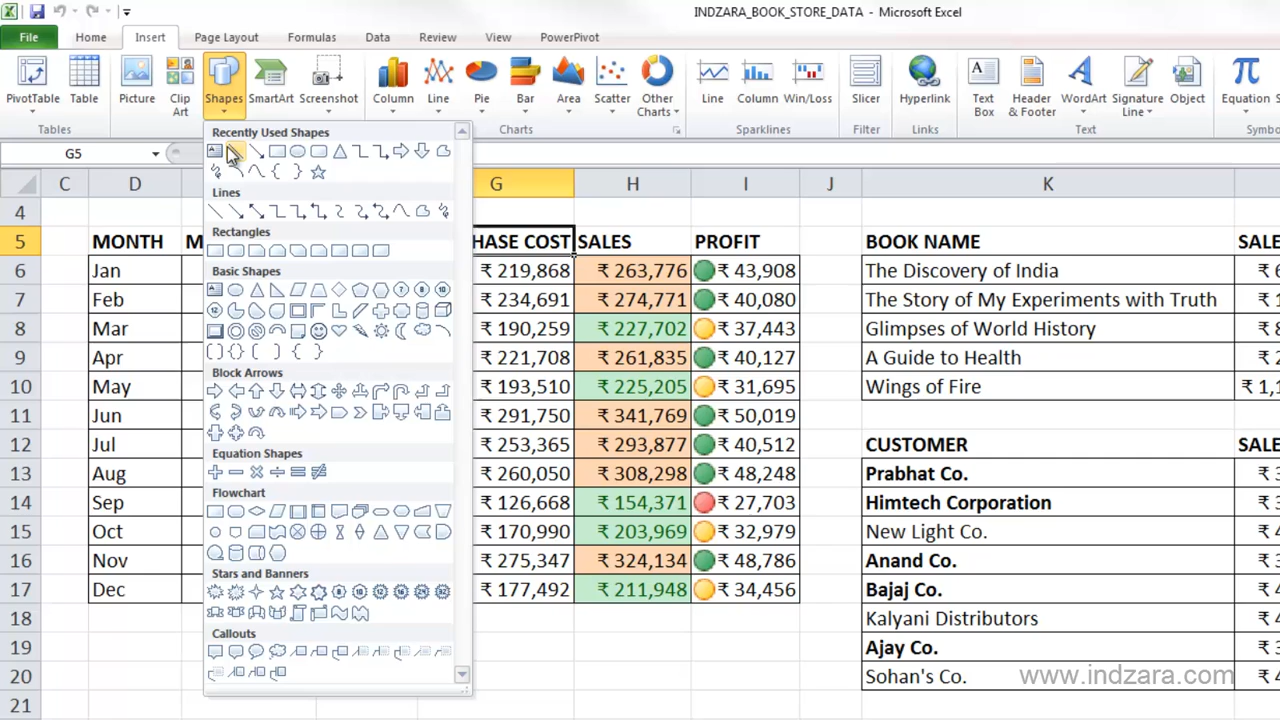 INDZARA_BOOK_STORE_DATA - Microsoft Excel
File Home Insert Page Layout Formulas Data Review View PowerPivot
PivotTable Table Picture Clip Art Shapes SmartArt Screenshot Column Line Pie Bar Area Scatter Other Charts Line Column Win/Loss Slicer Hyperlink Text Box Header & Footer WordArt Signature Line Object Equation
Tables Charts Sparklines Filter Links Text Symbo
G5
Recently Used Shapes
Lines
Rectangles
Basic Shapes
Block Arrows
Equation Shapes
Flowchart
Stars and Banners
Callouts
C D G H I J K
4
5 MONTH M HASE COST SALES PROFIT BOOK NAME SALE
6 Jan ₹ 219,868 ₹ 263,776 ₹ 43,908 The Discovery of India ₹ 6
7 Feb ₹ 234,691 ₹ 274,771 ₹ 40,080 The Story of My Experiments with Truth ₹ 1
8 Mar ₹ 190,259 ₹ 227,702 ₹ 37,443 Glimpses of World History ₹ 8
9 Apr ₹ 221,708 ₹ 261,835 ₹ 40,127 A Guide to Health ₹
10 May ₹ 193,510 ₹ 225,205 ₹ 31,695 Wings of Fire ₹ 1,1
11 Jun ₹ 291,750 ₹ 341,769 ₹ 50,019
12 Jul ₹ 253,365 ₹ 293,877 ₹ 40,512 CUSTOMER SALE
13 Aug ₹ 260,050 ₹ 308,298 ₹ 48,248 Prabhat Co. ₹
14 Sep ₹ 126,668 ₹ 154,371 ₹ 27,703 Himtech Corporation ₹
15 Oct ₹ 170,990 ₹ 203,969 ₹ 32,979 New Light Co. ₹
16 Nov ₹ 275,347 ₹ 324,134 ₹ 48,786 Anand Co. ₹
17 Dec ₹ 177,492 ₹ 211,948 ₹ 34,456 Bajaj Co. ₹
18 Kalyani Distributors ₹
19 Ajay Co. ₹
20 Sohan's Co. ₹
21
www.indzara.com